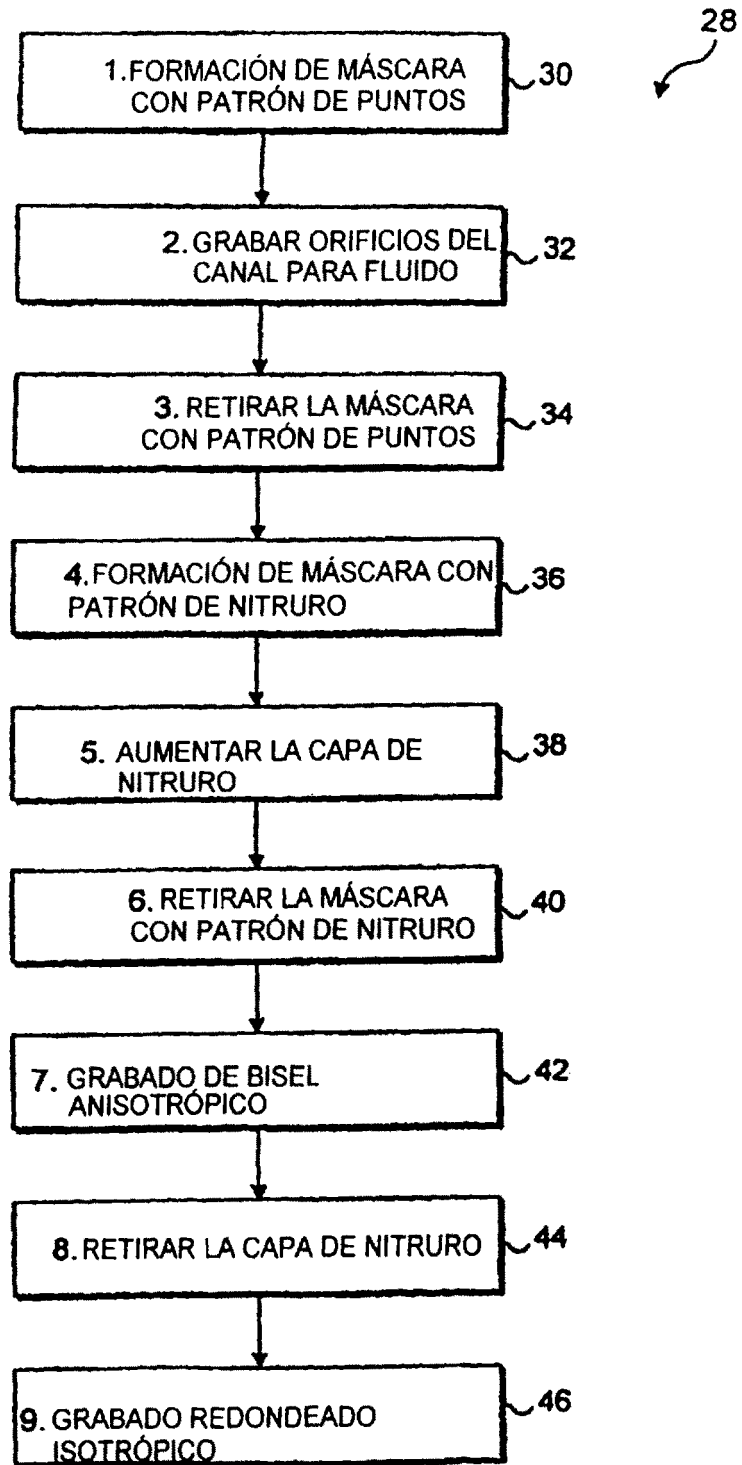 28
1. FORMACIÓN DE MÁSCARA
CON PATRÓN DE PUNTOS
30
2. GRABAR ORIFICIOS DEL
CANAL PARA FLUIDO
32
3. RETIRAR LA MÁSCARA
CON PATRÓN DE PUNTOS
34
4. FORMACIÓN DE MÁSCARA CON
PATRÓN DE NITRURO
36
5. AUMENTAR LA CAPA DE
NITRURO
38
6. RETIRAR LA MÁSCARA
CON PATRÓN DE NITRURO
40
7. GRABADO DE BISEL
ANISOTRÓPICO
42
8. RETIRAR LA CAPA DE NITRURO
44
9. GRABADO REDONDEADO
ISOTRÓPICO
46